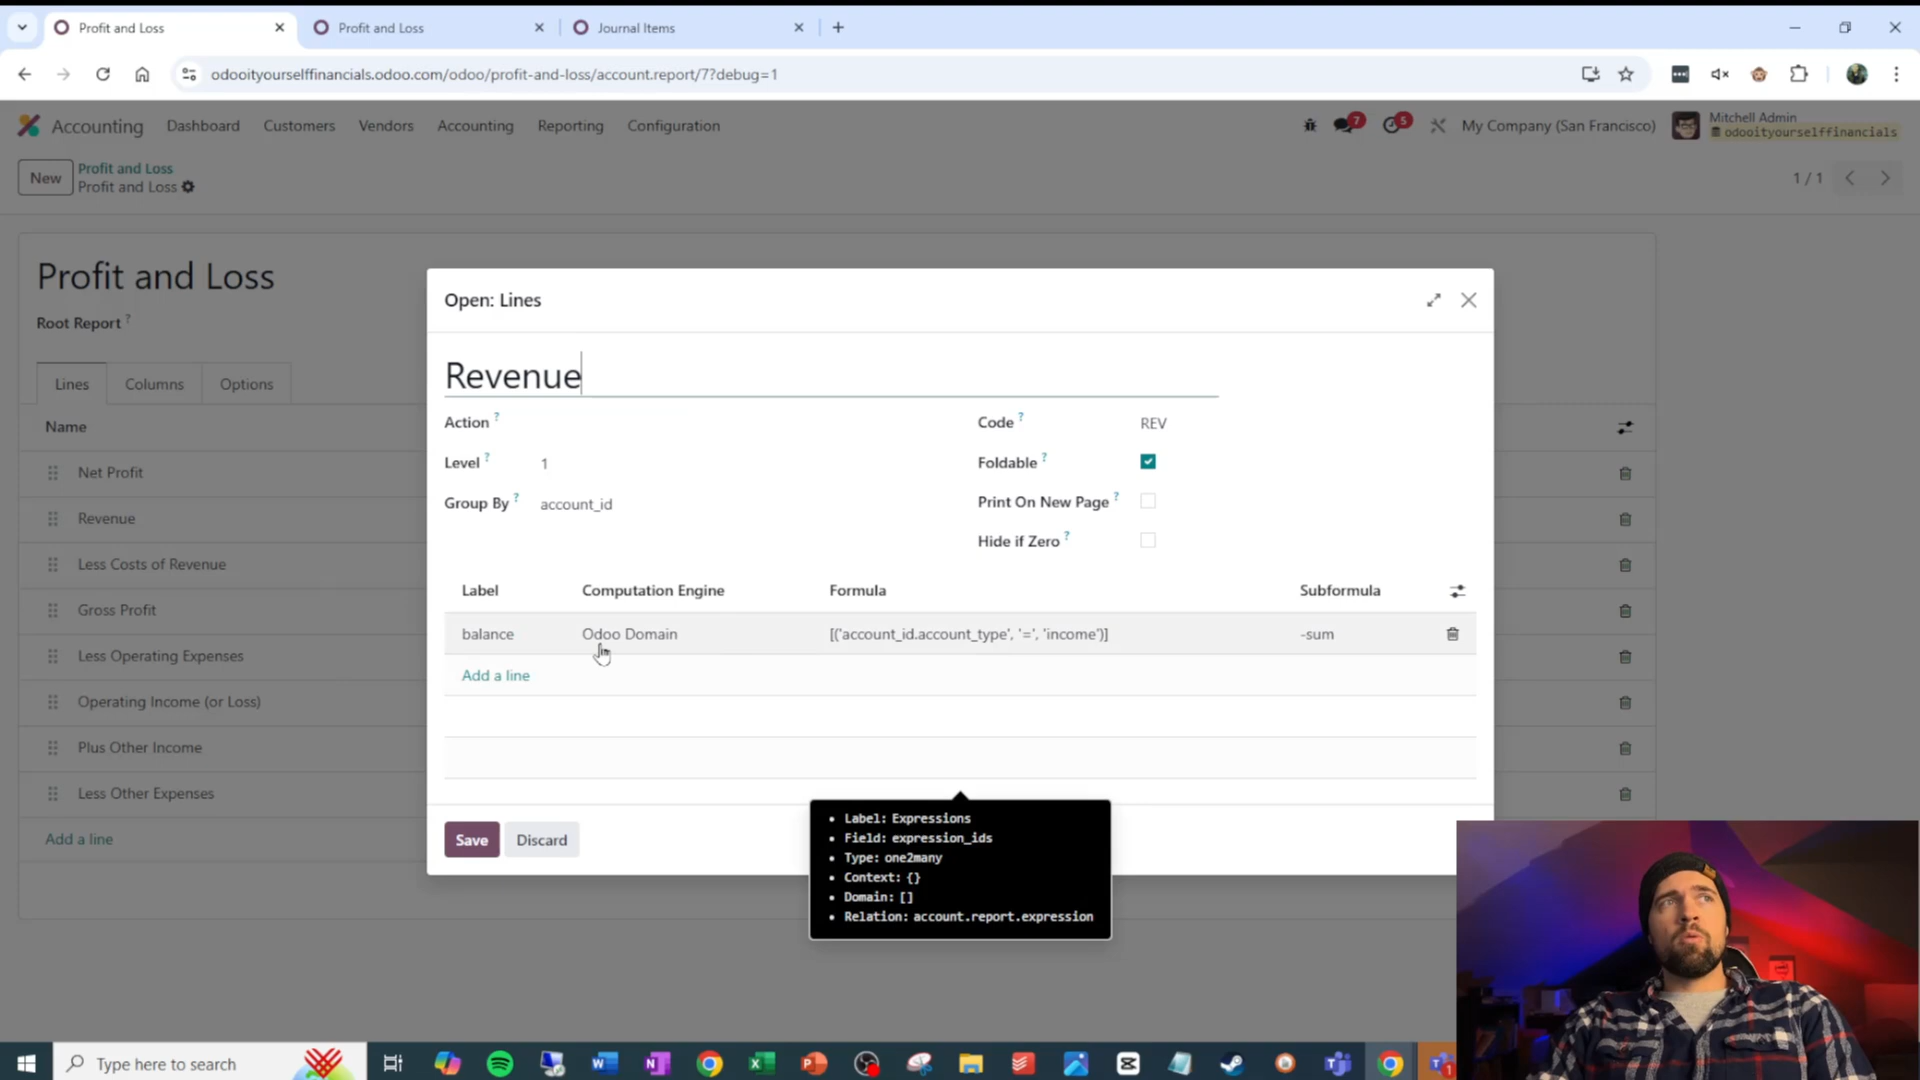 Profit and Loss
Profit and Loss
Journal Items
odooityourselffinancials.odoo.com/odoo/profit-and-loss/account.report/7?debug=1
Accounting
Dashboard
Customers
Vendors
Accounting
Reporting
Configuration
7
5
My Company (San Francisco)
Mitchell Admin
odooityourselffinancials
New
Profit and Loss
Profit and Loss
1 / 1
Profit and Loss
Root Report ?
Lines
Columns
Options
Name
Net Profit
Revenue
Less Costs of Revenue
Gross Profit
Less Operating Expenses
Operating Income (or Loss)
Plus Other Income
Less Other Expenses
Add a line
Open: Lines
Revenue
Action ?
Code ? REV
Level ? 1
Foldable ?
Group By ? account_id
Print On New Page ?
Hide if Zero ?
Label Computation Engine Formula Subformula
balance Odoo Domain [('account_id.account_type', '=', 'income')] -sum
Add a line
Save
Discard
• Label: Expressions
• Field: expression_ids
• Type: one2many
• Context: {}
• Domain: []
• Relation: account.report.expression
Type here to search
1